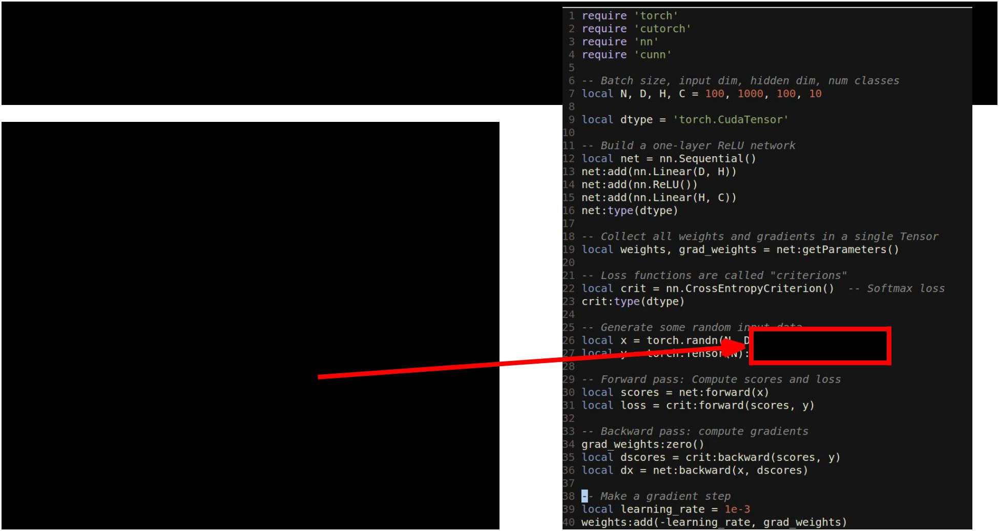 1 require 'torch'
2 require 'cutorch'
3 require 'nn'
4 require 'cunn'
5
6 -- Batch size, input dim, hidden dim, num classes
7 local N, D, H, C = 100, 1000, 100, 10
8
9 local dtype = 'torch.CudaTensor'
10
11 -- Build a one-layer ReLU network
12 local net = nn.Sequential()
13 net:add(nn.Linear(D, H))
14 net:add(nn.ReLU())
15 net:add(nn.Linear(H, C))
16 net:type(dtype)
17
18 -- Collect all weights and gradients in a single Tensor
19 local weights, grad_weights = net:getParameters()
20
21 -- Loss functions are called "criterions"
22 local crit = nn.CrossEntropyCriterion() -- Softmax loss
23 crit:type(dtype)
24
25 -- Generate some random input data
26 local x = torch.randn(N, D
27 local y = torch.Tensor(N):
28
29 -- Forward pass: Compute scores and loss
30 local scores = net:forward(x)
31 local loss = crit:forward(scores, y)
32
33 -- Backward pass: compute gradients
34 grad_weights:zero()
35 local dscores = crit:backward(scores, y)
36 local dx = net:backward(x, dscores)
37
38 -- Make a gradient step
39 local learning_rate = 1e-3
40 weights:add(-learning_rate, grad_weights)